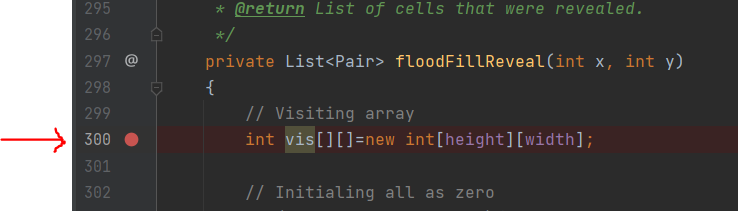 295 * @return List of cells that were revealed.
296 */
297 @ private List<Pair> floodFillReveal(int x, int y)
298 {
299 // Visiting array
300 int vis[][]=new int[height][width];
301
302 // Initialing all as zero